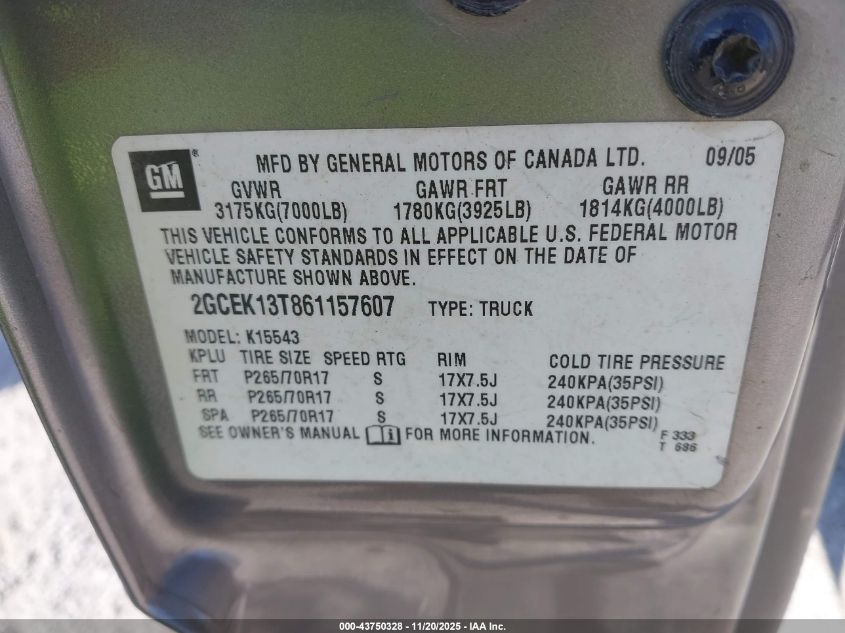 GM ® MFD BY GENERAL MOTORS OF CANADA LTD. 09/05
GVWR GAWR FRT GAWR RR
3175KG(7000LB) 1780KG(3925LB) 1814KG(4000LB)
THIS VEHICLE CONFORMS TO ALL APPLICABLE U.S. FEDERAL MOTOR
VEHICLE SAFETY STANDARDS IN EFFECT ON THE DATE OF
MANUFACTURE SHOWN ABOVE.
2GCEK13T861157607 TYPE: TRUCK
MODEL: K15543
KPLU TIRE SIZE SPEED RTG RIM COLD TIRE PRESSURE
FRT P265/70R17 S 17X7.5J 240KPA(35PSI)
RR P265/70R17 S 17X7.5J 240KPA(35PSI)
SPA P265/70R17 S 17X7.5J 240KPA(35PSI)
SEE OWNER'S MANUAL i FOR MORE INFORMATION. F 333
T 686
000-43750328 - 11/20/2025 - IAA Inc.